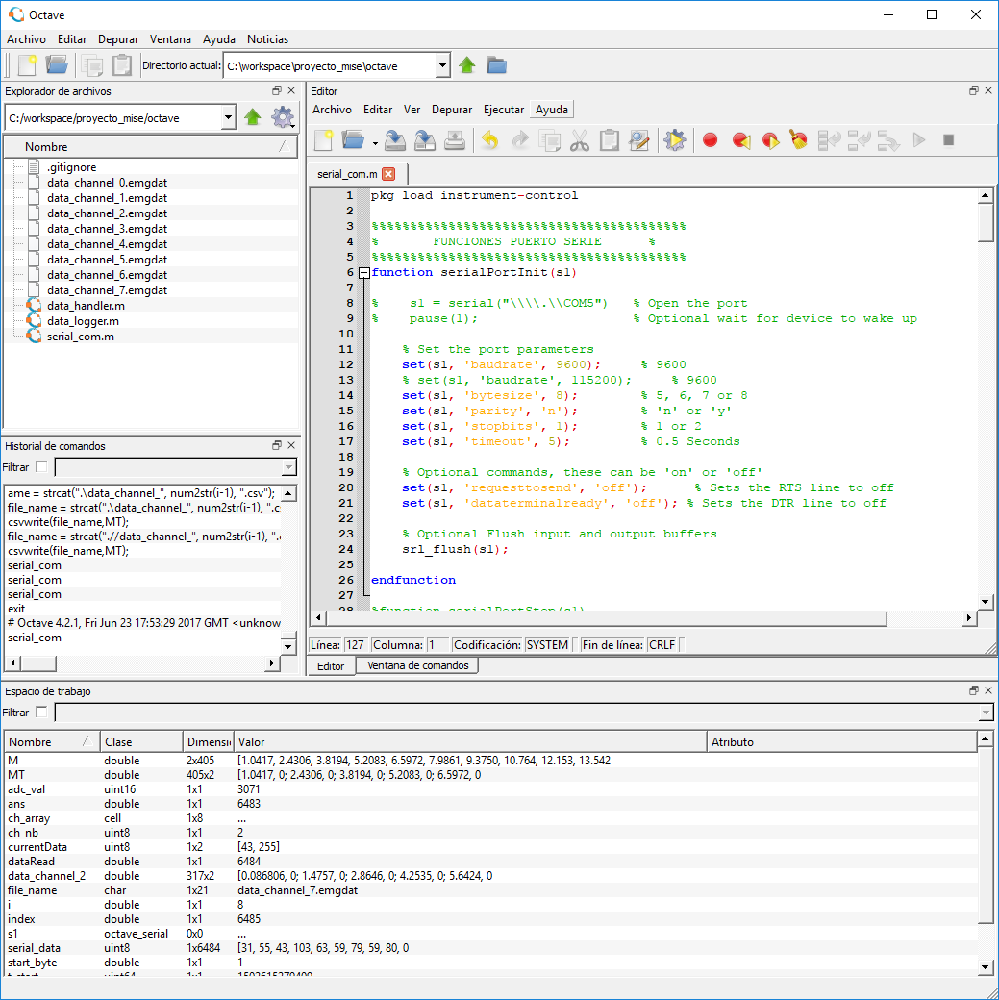 Octave
Archivo Editar Depurar Ventana Ayuda Noticias
Directorio actual: C:\workspace\proyecto_mise\octave
Explorador de archivos
C:/workspace/proyecto_mise/octave
Nombre
.gitignore
data_channel_0.emgdat
data_channel_1.emgdat
data_channel_2.emgdat
data_channel_3.emgdat
data_channel_4.emgdat
data_channel_5.emgdat
data_channel_6.emgdat
data_channel_7.emgdat
data_handler.m
data_logger.m
serial_com.m
Historial de comandos
Filtrar
ame = strcat(".\data_channel_", num2str(i-1), ".csv");
file_name = strcat(".\data_channel_", num2str(i-1), ".c
csvwrite(file_name,MT);
file_name = strcat(".//data_channel_", num2str(i-1), ".
csvwrite(file_name,MT);
serial_com
serial_com
serial_com
exit
# Octave 4.2.1, Fri Jun 23 17:53:29 2017 GMT <unknow
serial_com
Editor
Archivo Editar Ver Depurar Ejecutar Ayuda
serial_com.m
1 pkg load instrument-control
2
3 %%%%%%%%%%%%%%%%%%%%%%%%%%%%%%%%%%%%%%%%%
4 % FUNCIONES PUERTO SERIE %
5 %%%%%%%%%%%%%%%%%%%%%%%%%%%%%%%%%%%%%%%%%
6 function serialPortInit(s1)
7
8 % s1 = serial("\\\\.\\COM5") % Open the port
9 % pause(1); % Optional wait for device to wake up
10
11 % Set the port parameters
12 set(s1, 'baudrate', 9600); % 9600
13 % set(s1, 'baudrate', 115200); % 9600
14 set(s1, 'bytesize', 8); % 5, 6, 7 or 8
15 set(s1, 'parity', 'n'); % 'n' or 'y'
16 set(s1, 'stopbits', 1); % 1 or 2
17 set(s1, 'timeout', 5); % 0.5 Seconds
18
19 % Optional commands, these can be 'on' or 'off'
20 set(s1, 'requesttosend', 'off'); % Sets the RTS line to off
21 set(s1, 'dataterminalready', 'off'); % Sets the DTR line to off
22
23 % Optional Flush input and output buffers
24 srl_flush(s1);
25
26 endfunction
27
28 %function serialPortStop(s1)
Línea: 127 Columna: 1 Codificación: SYSTEM Fin de línea: CRLF
Editor Ventana de comandos
Espacio de trabajo
Filtrar
Nombre Clase Dimensi Valor Atributo
M double 2x405 [1.0417, 2.4306, 3.8194, 5.2083, 6.5972, 7.9861, 9.3750, 10.764, 12.153, 13.542
MT double 405x2 [1.0417, 0; 2.4306, 0; 3.8194, 0; 5.2083, 0; 6.5972, 0
adc_val uint16 1x1 3071
ans double 1x1 6483
ch_array cell 1x8 ...
ch_nb uint8 1x1 2
currentData uint8 1x2 [43, 255]
dataRead double 1x1 6484
data_channel_2 double 317x2 [0.086806, 0; 1.4757, 0; 2.8646, 0; 4.2535, 0; 5.6424, 0
file_name char 1x21 data_channel_7.emgdat
i double 1x1 8
index double 1x1 6485
s1 octave_serial 0x0 ...
serial_data uint8 1x6484 [31, 55, 43, 103, 63, 59, 79, 59, 80, 0
start_byte double 1x1 1
t_start uint64 1x1